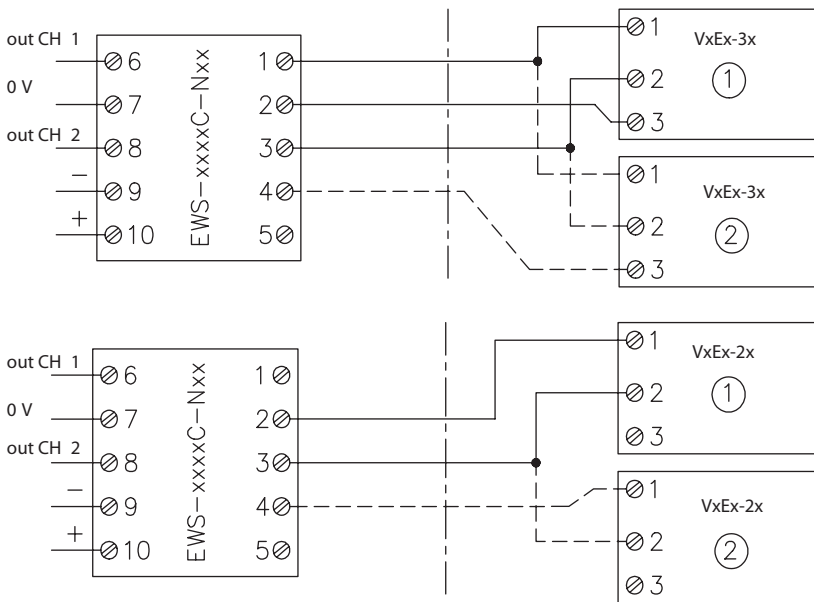 out CH 1
0 V
out CH 2
−
+
6 1
7 2
8 3
9 4
10 5
EWS-xxxxC-Nxx
1 VxEx-3x
2 1
3
1 VxEx-3x
2 2
3
out CH 1
0 V
out CH 2
−
+
6 1
7 2
8 3
9 4
10 5
EWS-xxxxC-Nxx
1 VxEx-2x
2 1
3
1 VxEx-2x
2 2
3